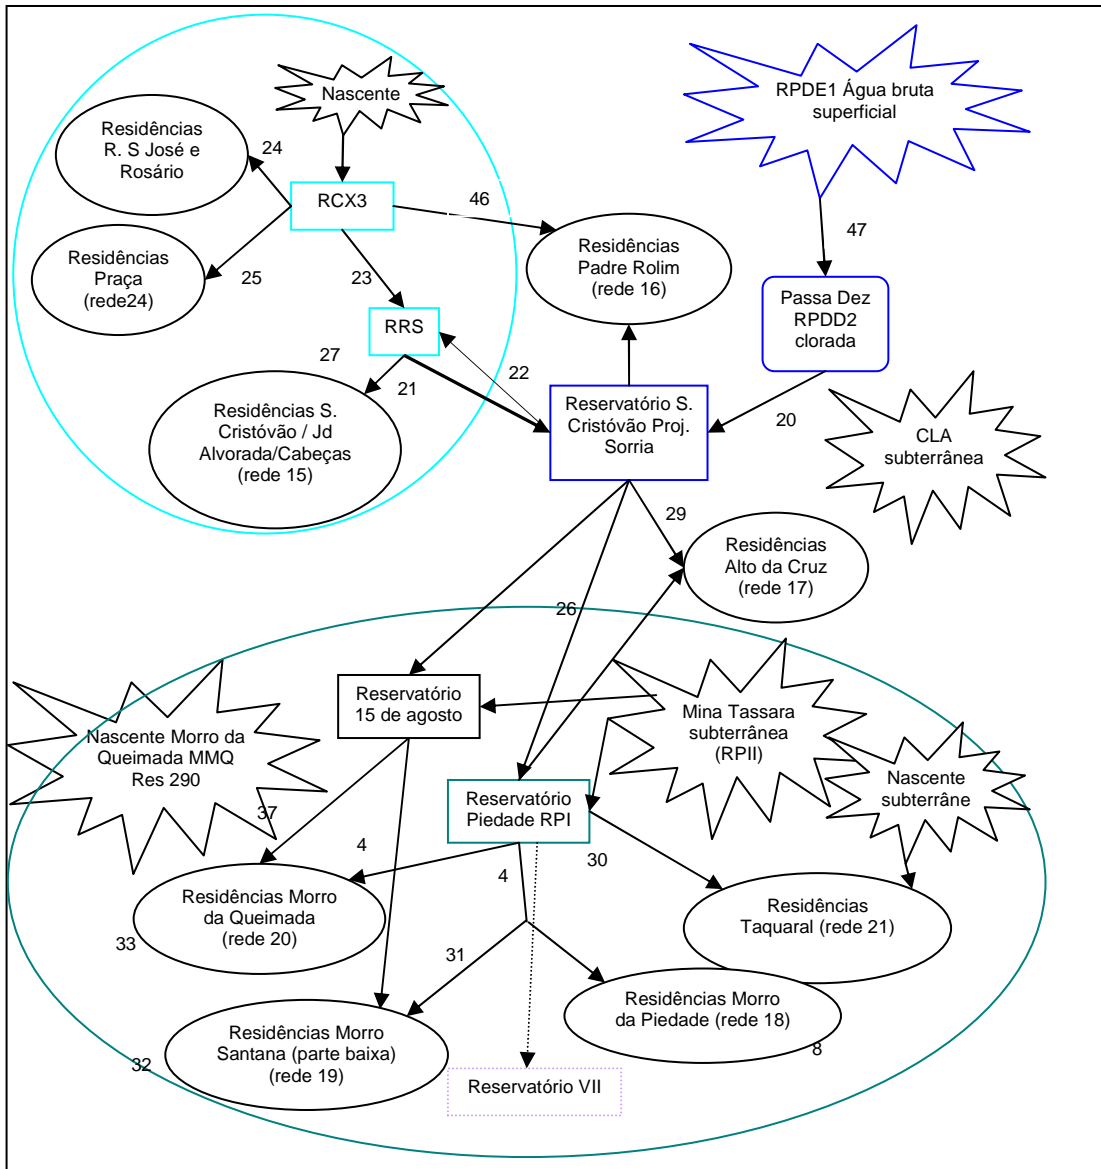 Nascente
RPDE1 Água bruta
superficial
Residências
R. S José e
Rosário
24
RCX3
46
Residências
Praça
(rede24)
25
23
Residências
Padre Rolim
(rede 16)
47
Passa Dez
RPDD2
clorada
RRS
27
21
22
Residências S.
Cristóvão / Jd
Alvorada/Cabeças
(rede 15)
Reservatório S.
Cristóvão Proj.
Sorria
20
CLA
subterrânea
29
Residências
Alto da Cruz
(rede 17)
26
Reservatório
15 de agosto
Nascente Morro da
Queimada MMQ
Res 290
Mina Tassara
subterrânea
(RPII)
Nascente
subterrâne
37
Reservatório
Piedade RPI
4
4
30
Residências Morro
da Queimada
(rede 20)
33
Residências
Taquaral (rede 21)
31
Residências Morro
da Piedade (rede 18)
8
Residências Morro
Santana (parte baixa)
(rede 19)
32
Reservatório VII